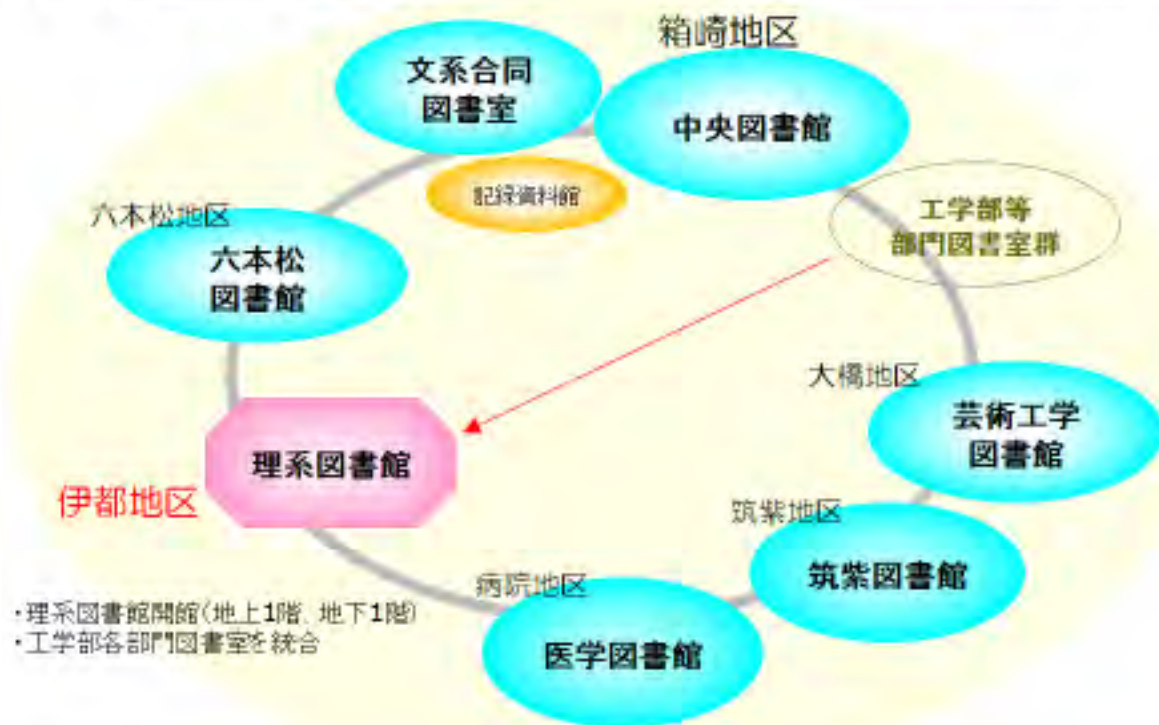 箱崎地区
文系合同
図書室
中央図書館
記録資料館
六本松地区
六本松
図書館
工学部等
部門図書室群
大橋地区
芸術工学
図書館
理系図書館
伊都地区
筑紫地区
筑紫図書館
病院地区
医学図書館
・理系図書館開館(地上1階、地下1階)
・工学部各部門図書室を統合